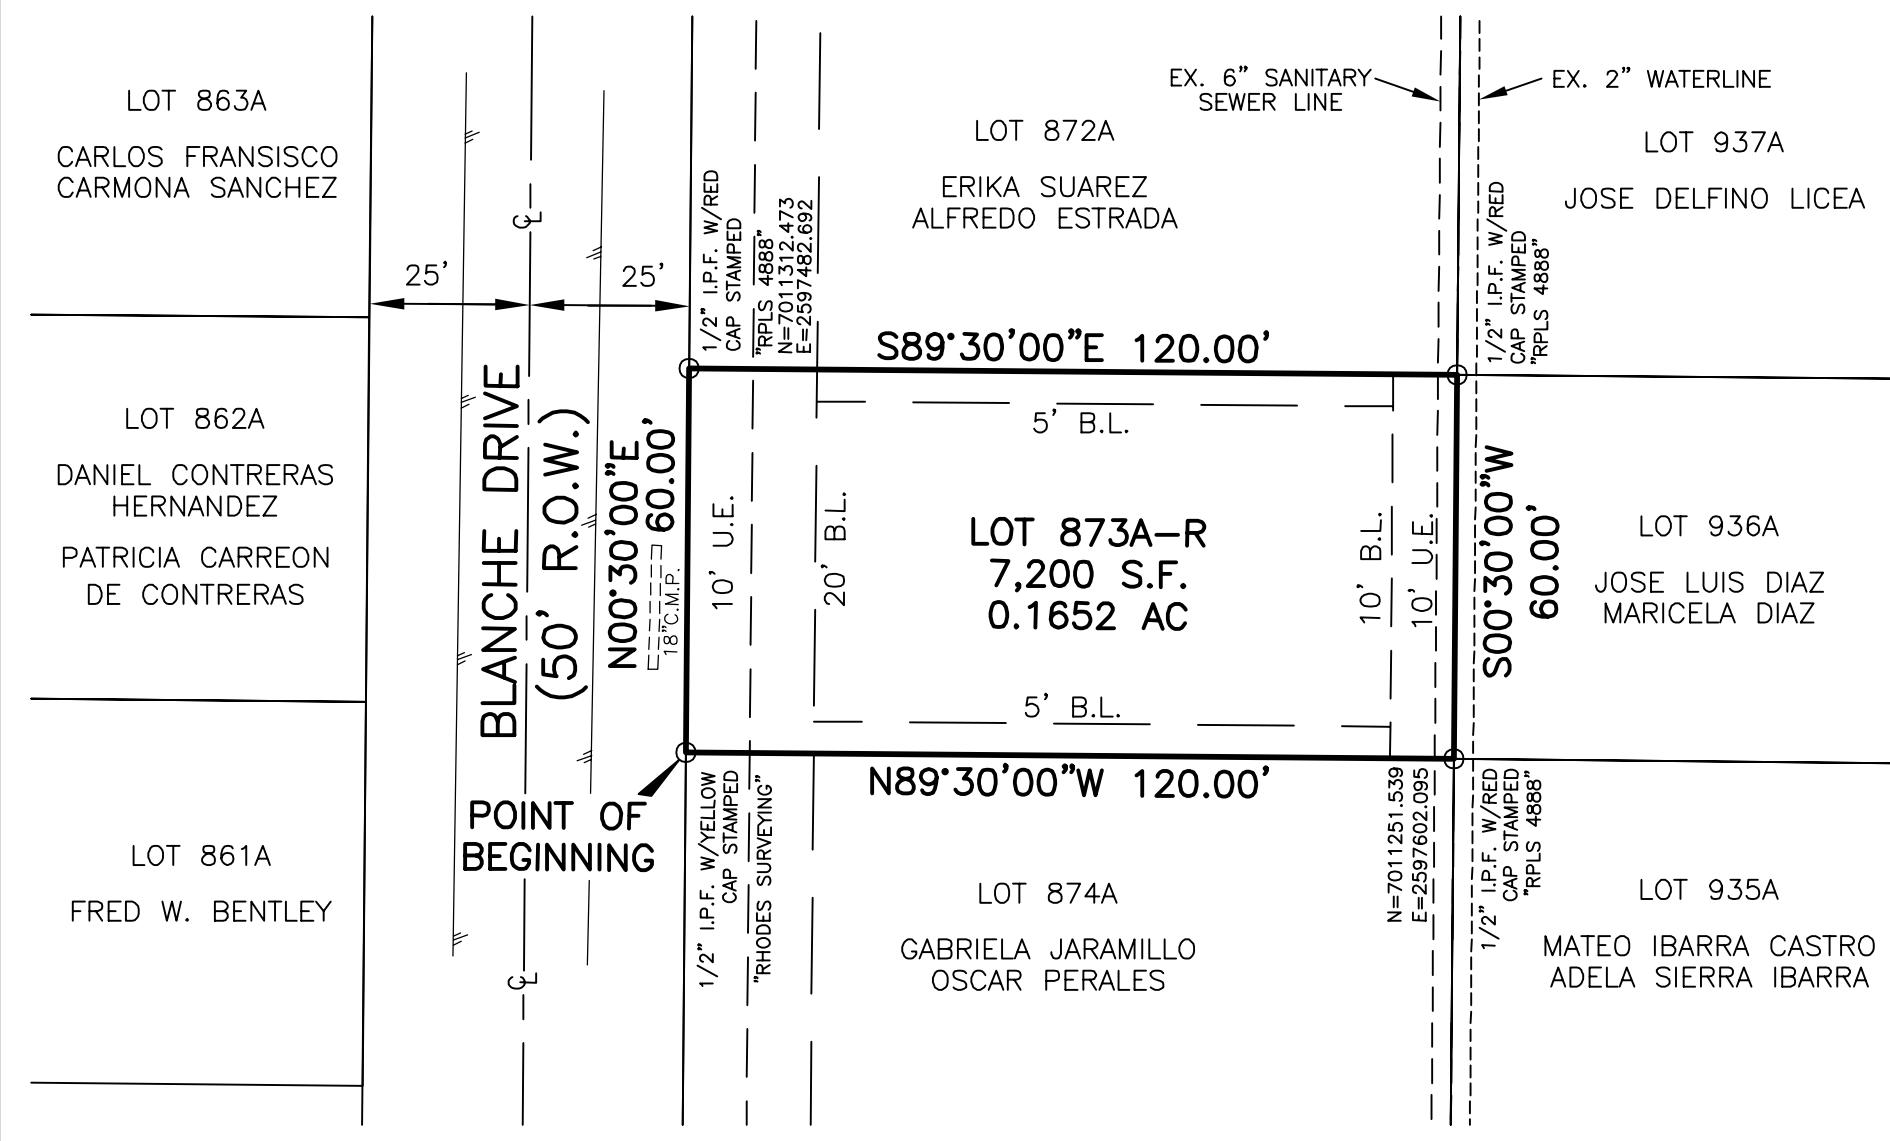 LOT 863A
CARLOS FRANSISCO
CARMONA SANCHEZ
LOT 862A
DANIEL CONTRERAS
HERNANDEZ
PATRICIA CARREON
DE CONTRERAS
LOT 861A
FRED W. BENTLEY
25'
25'
℄
℄
BLANCHE DRIVE
(50' R.O.W.)
N00°30'00"E
60.00'
18"C.M.P.
POINT OF
BEGINNING
1/2" I.P.F. W/RED
CAP STAMPED
"RPLS 4888"
N=7011312.473
E=2597482.692
LOT 872A
ERIKA SUAREZ
ALFREDO ESTRADA
EX. 6" SANITARY
SEWER LINE
EX. 2" WATERLINE
LOT 937A
JOSE DELFINO LICEA
1/2" I.P.F. W/RED
CAP STAMPED
"RPLS 4888"
S89°30'00"E 120.00'
5' B.L.
10' U.E.
20' B.L.
LOT 873A-R
7,200 S.F.
0.1652 AC
10' B.L.
10' U.E.
S00°30'00"W
60.00'
LOT 936A
JOSE LUIS DIAZ
MARICELA DIAZ
5' B.L.
N89°30'00"W 120.00'
1/2" I.P.F. W/YELLOW
CAP STAMPED
"RHODES SURVEYING"
LOT 874A
GABRIELA JARAMILLO
OSCAR PERALES
N=7011251.539
E=2597602.095
1/2" I.P.F. W/RED
CAP STAMPED
"RPLS 4888"
LOT 935A
MATEO IBARRA CASTRO
ADELA SIERRA IBARRA